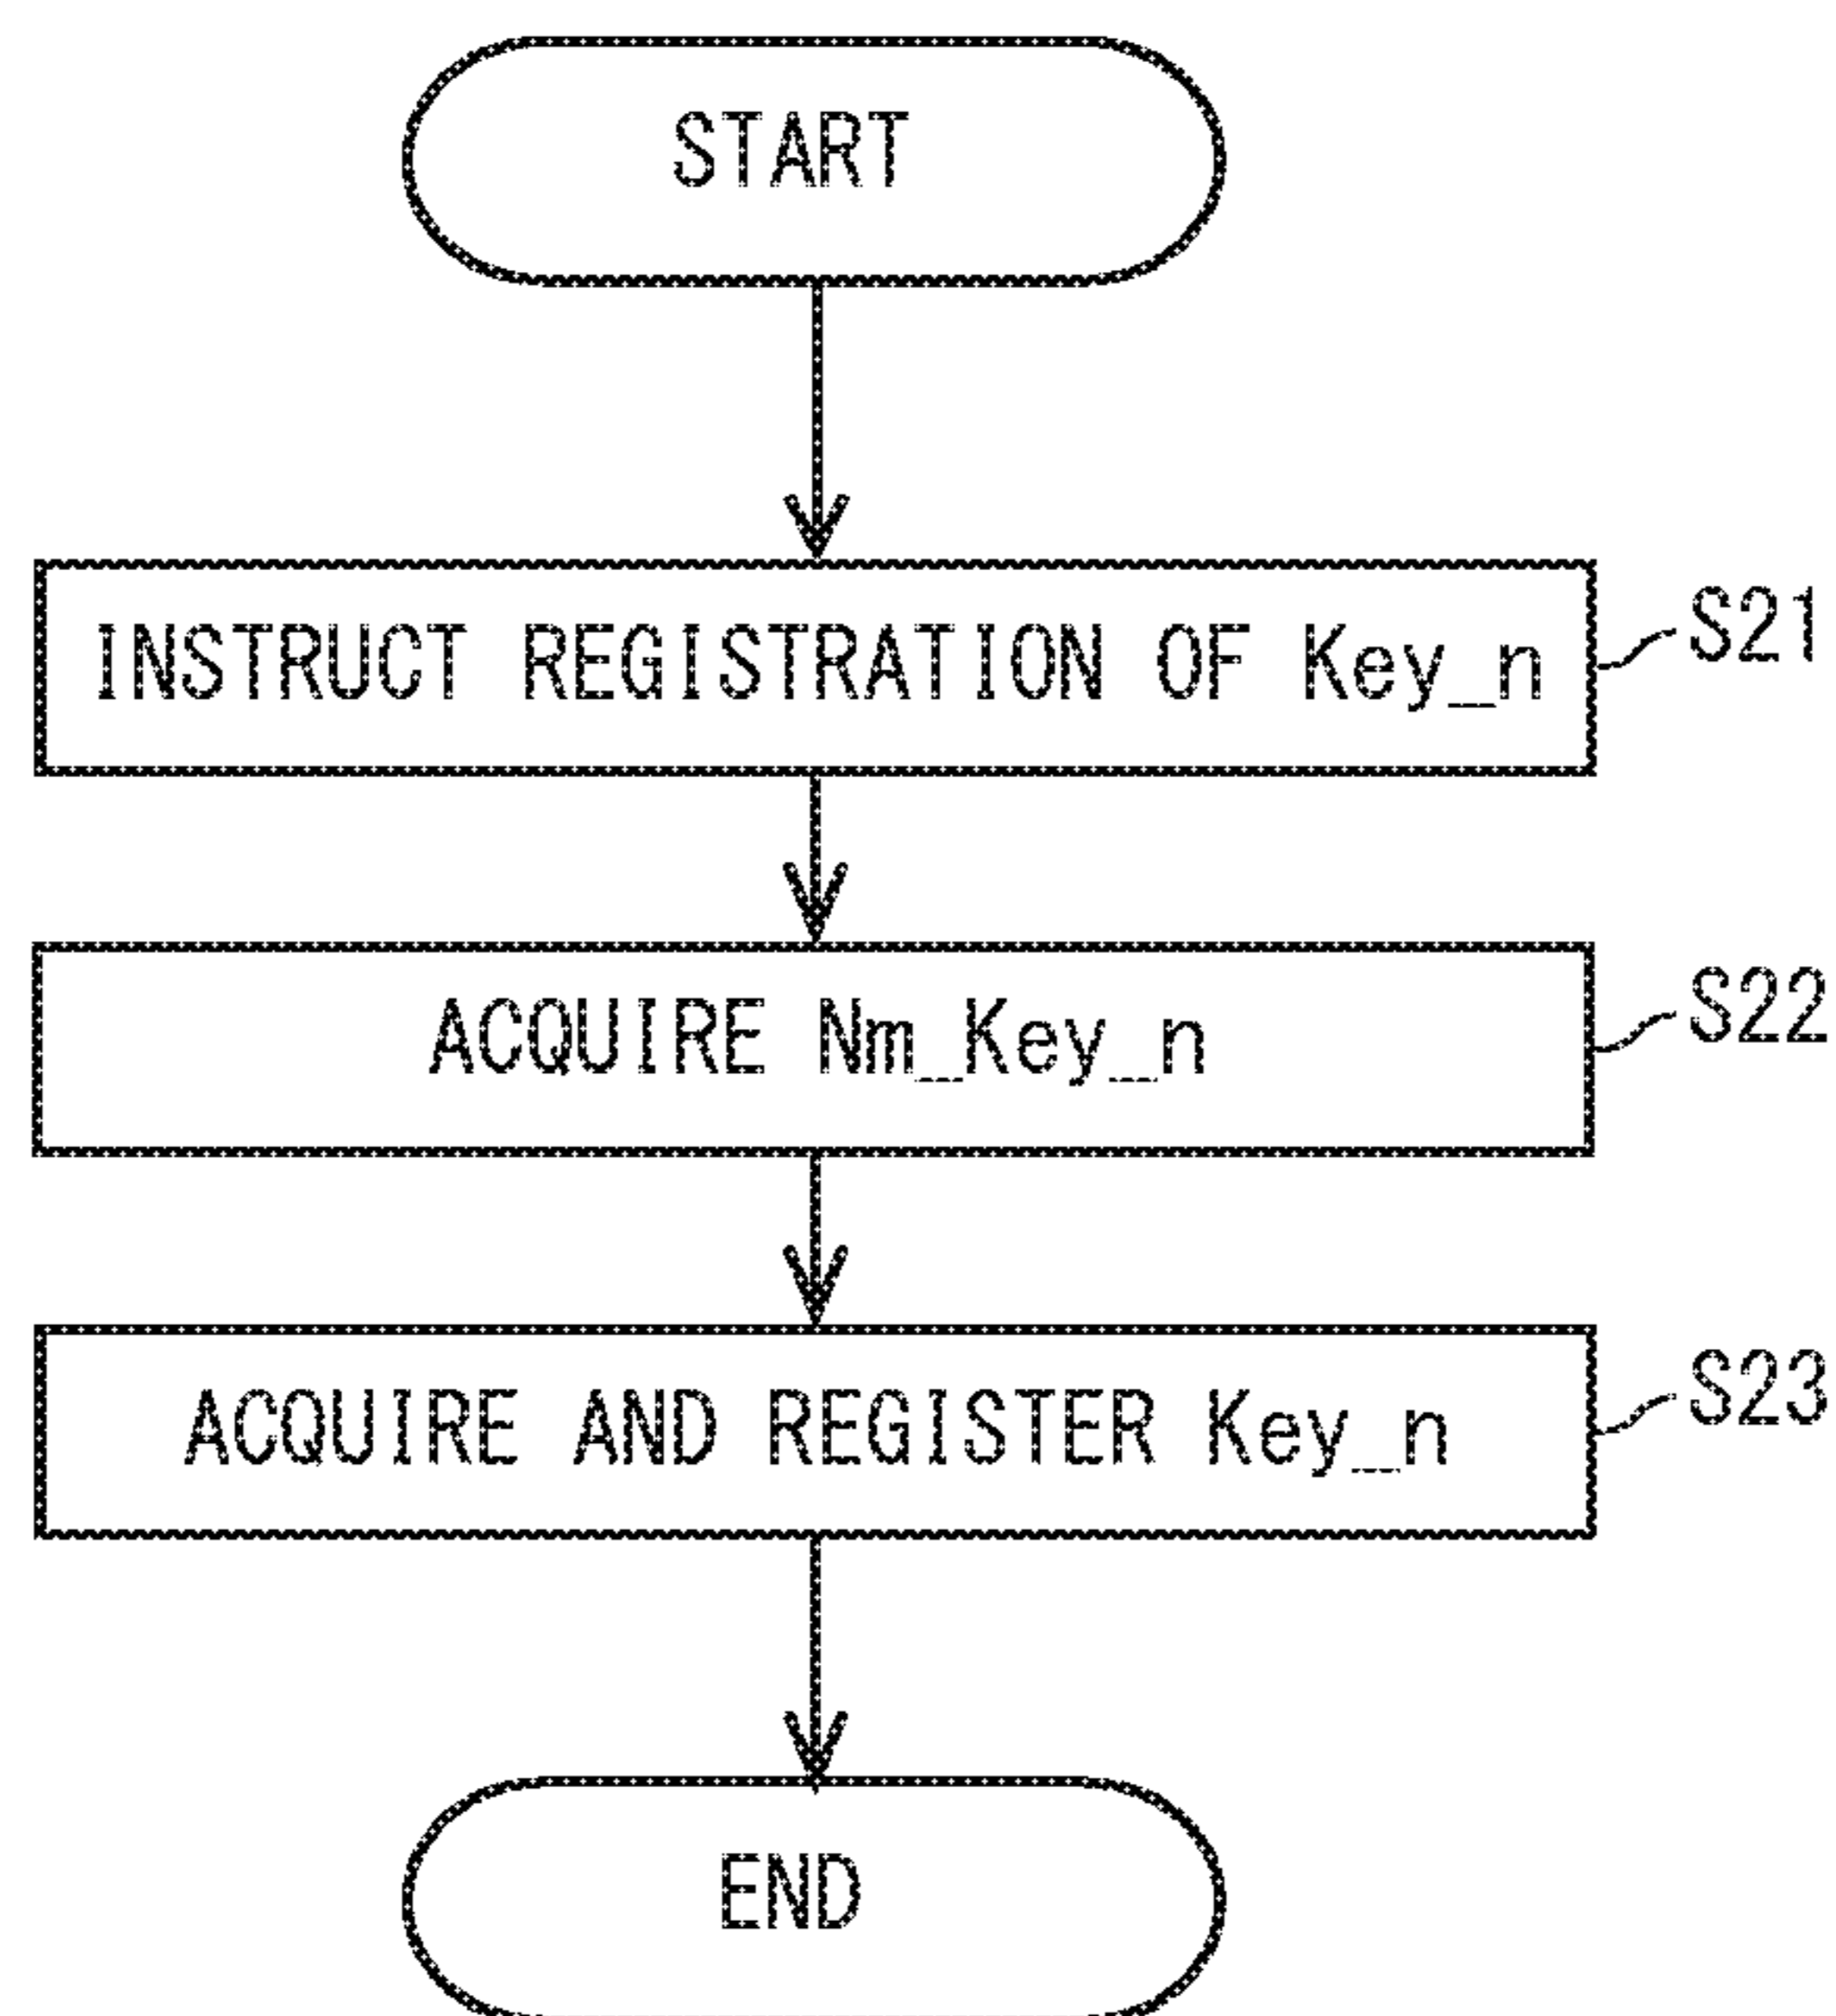 START
INSTRUCT REGISTRATION OF Key_n
S21
ACQUIRE Nm_Key_n
S22
ACQUIRE AND REGISTER Key_n
S23
END